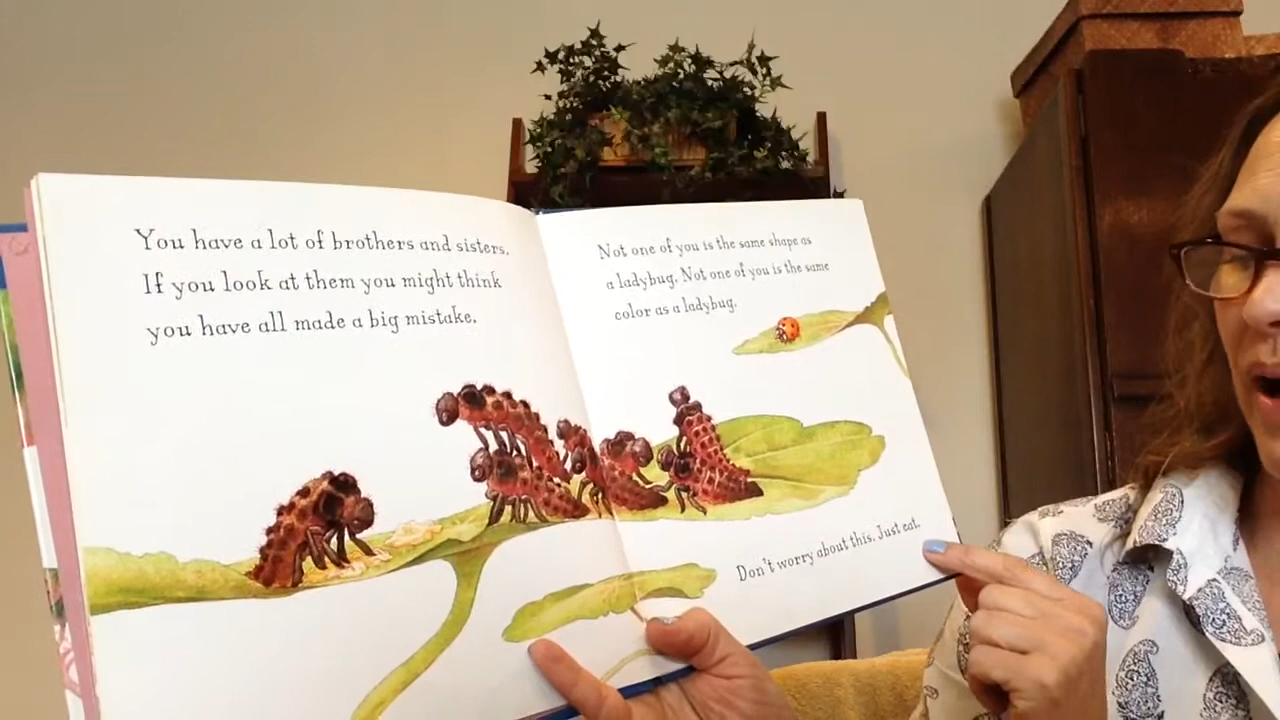 You have a lot of brothers and sisters.
If you look at them you might think
you have all made a big mistake.
Not one of you is the same shape as
a ladybug. Not one of you is the same
color as a ladybug.
Don't worry about this. Just eat.